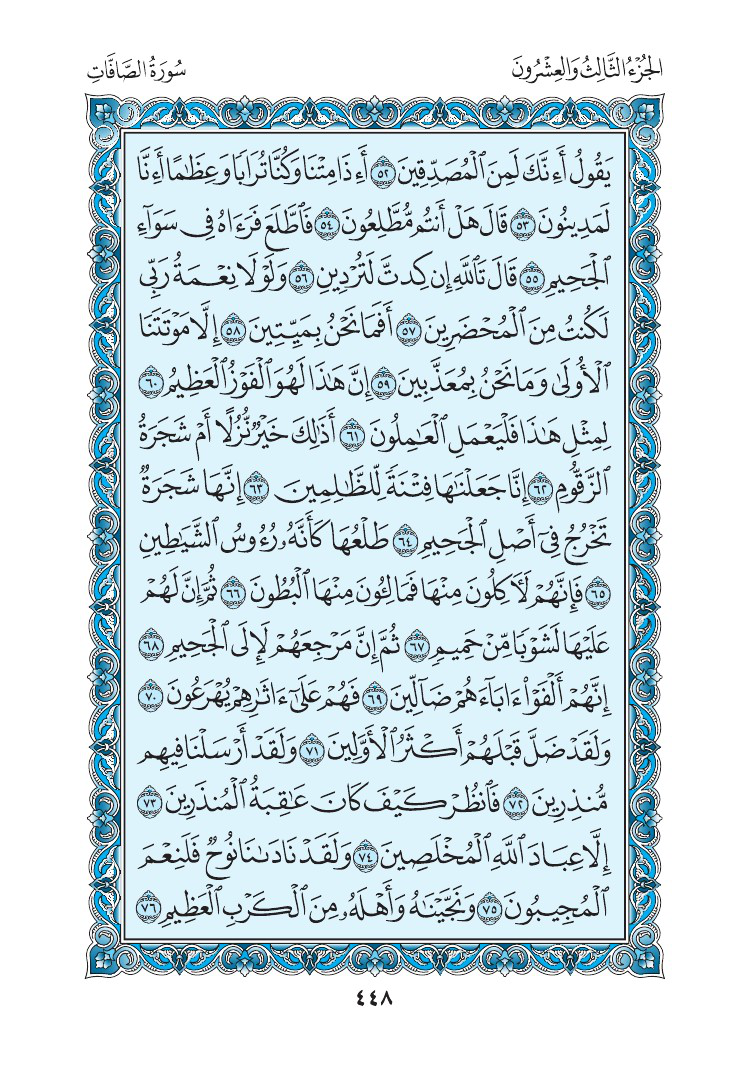 الجُزْءُ الثَّالِثُ وَالعِشْرُونَ
سُورَةُ الصَّافَّاتِ
يَقُولُ أَءِنَّكَ لَمِنَ ٱلْمُصَدِّقِينَ ٥٢ أَءِذَا مِتْنَا وَكُنَّا تُرَابًا وَعِظَٰمًا أَءِنَّا
لَمَدِينُونَ ٥٣ قَالَ هَلْ أَنتُم مُّطَّلِعُونَ ٥٤ فَٱطَّلَعَ فَرَءَاهُ فِى سَوَآءِ
ٱلْجَحِيمِ ٥٥ قَالَ تَٱللَّهِ إِن كِدتَّ لَتُرْدِينِ ٥٦ وَلَوْلَا نِعْمَةُ رَبِّى
لَكُنتُ مِنَ ٱلْمُحْضَرِينَ ٥٧ أَفَمَا نَحْنُ بِمَيِّتِينَ ٥٨ إِلَّا مَوْتَتَنَا
ٱلْأُولَىٰ وَمَا نَحْنُ بِمُعَذَّبِينَ ٥٩ إِنَّ هَٰذَا لَهُوَ ٱلْفَوْزُ ٱلْعَظِيمُ ٦٠
لِمِثْلِ هَٰذَا فَلْيَعْمَلِ ٱلْعَٰمِلُونَ ٦١ أَذَٰلِكَ خَيْرٌ نُّزُلًا أَمْ شَجَرَةُ
ٱلزَّقُّومِ ٦٢ إِنَّا جَعَلْنَٰهَا فِتْنَةً لِّلظَّٰلِمِينَ ٦٣ إِنَّهَا شَجَرَةٌ
تَخْرُجُ فِىٓ أَصْلِ ٱلْجَحِيمِ ٦٤ طَلْعُهَا كَأَنَّهُۥ رُءُوسُ ٱلشَّيَٰطِينِ
٦٥ فَإِنَّهُمْ لَءَاكِلُونَ مِنْهَا فَمَالِـُٔونَ مِنْهَا ٱلْبُطُونَ ٦٦ ثُمَّ إِنَّ لَهُمْ
عَلَيْهَا لَشَوْبًا مِّنْ حَمِيمٍ ٦٧ ثُمَّ إِنَّ مَرْجِعَهُمْ لَإِلَى ٱلْجَحِيمِ ٦٨
إِنَّهُمْ أَلْفَوْا۟ ءَابَآءَهُمْ ضَآلِّينَ ٦٩ فَهُمْ عَلَىٰٓ ءَاثَٰرِهِمْ يُهْرَعُونَ ٧٠
وَلَقَدْ ضَلَّ قَبْلَهُمْ أَكْثَرُ ٱلْأَوَّلِينَ ٧١ وَلَقَدْ أَرْسَلْنَا فِيهِم
مُّنذِرِينَ ٧٢ فَٱنظُرْ كَيْفَ كَانَ عَٰقِبَةُ ٱلْمُنذَرِينَ ٧٣
إِلَّا عِبَادَ ٱللَّهِ ٱلْمُخْلَصِينَ ٧٤ وَلَقَدْ نَادَىٰنَا نُوحٌ فَلَنِعْمَ
ٱلْمُجِيبُونَ ٧٥ وَنَجَّيْنَٰهُ وَأَهْلَهُۥ مِنَ ٱلْكَرْبِ ٱلْعَظِيمِ ٧٦
٤٤٨